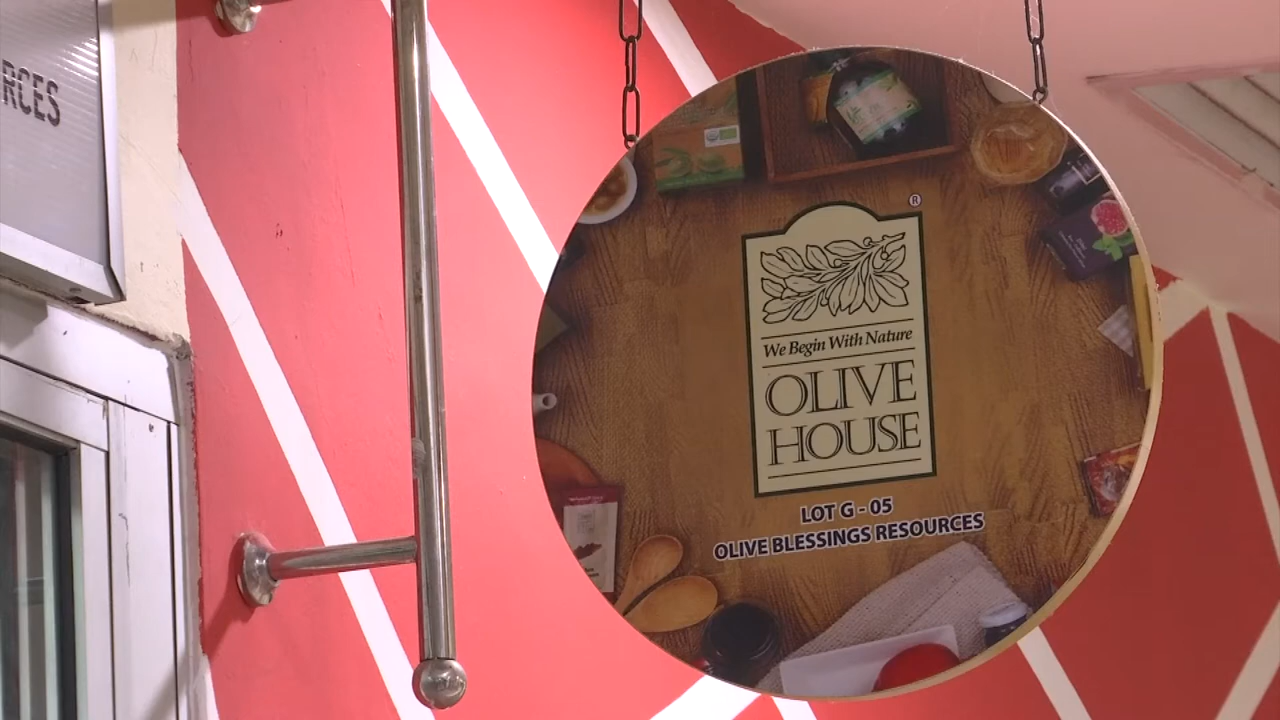 RCES
®
We Begin With Nature
OLIVE
HOUSE
LOT G - 05
OLIVE BLESSINGS RESOURCES